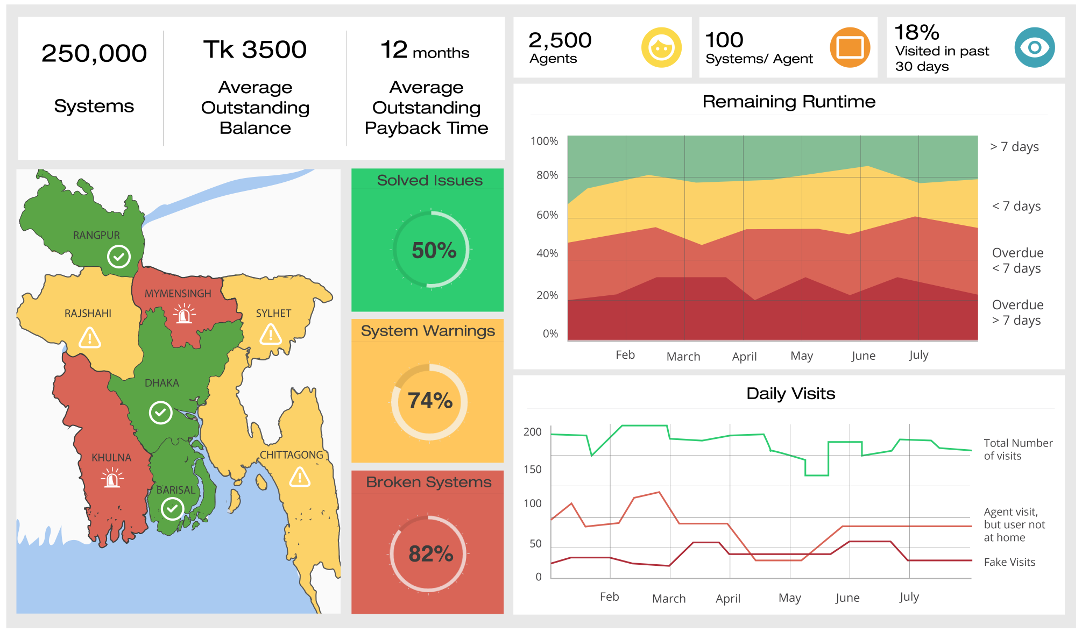 250,000
Systems
Tk 3500
Average
Outstanding
Balance
12 months
Average
Outstanding
Payback Time
2,500
Agents
100
Systems/ Agent
18%
Visited in past
30 days
RANGPUR
RAJSHAHI
MYMENSINGH
SYLHET
DHAKA
KHULNA
CHITTAGONG
BARISAL
Solved Issues
50%
System Warnings
74%
Broken Systems
82%
Remaining Runtime
100%
80%
60%
40%
20%
0%
> 7 days
< 7 days
Overdue
< 7 days
Overdue
> 7 days
Feb March April May June July
Daily Visits
200
150
100
50
0
Total Number
of visits
Agent visit,
but user not
at home
Fake Visits
Feb March April May June July